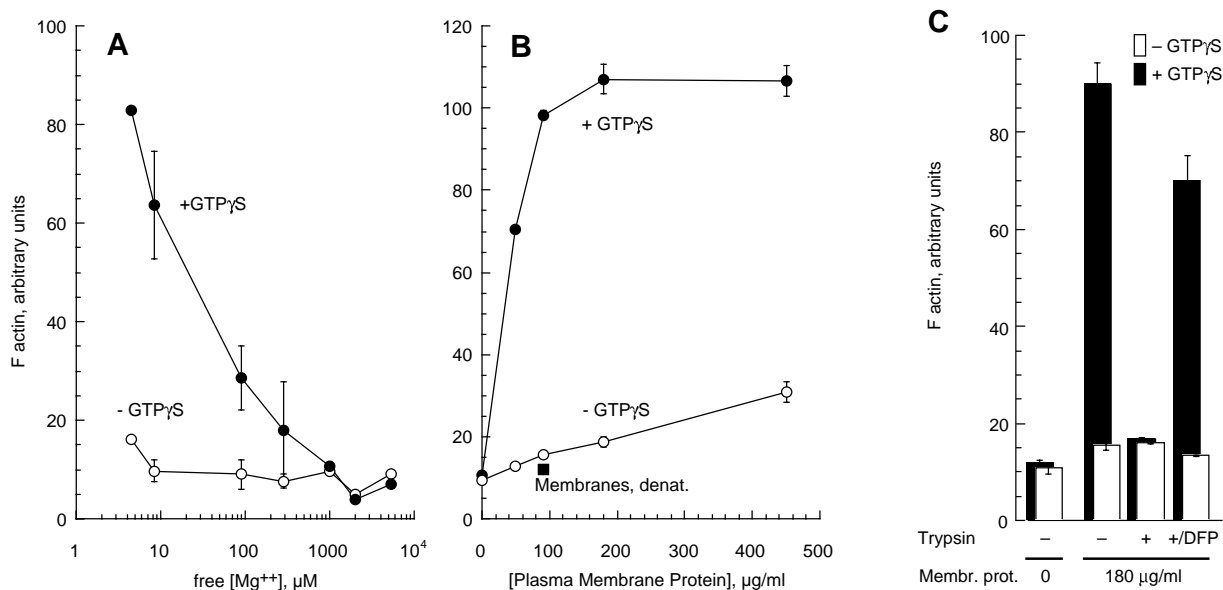 A
F actin, arbitrary units
100
80
60
40
20
0
+GTPγS
- GTPγS
1
10
100
1000
10⁴
free [Mg⁺⁺], µM
B
120
100
80
60
40
20
0
+ GTPγS
- GTPγS
Membranes, denat.
0
100
200
300
400
500
[Plasma Membrane Protein], µg/ml
C
– GTPγS
+ GTPγS
F actin, arbitrary units
100
80
60
40
20
0
Trypsin – – + +/DFP
Membr. prot. 0 180 µg/ml